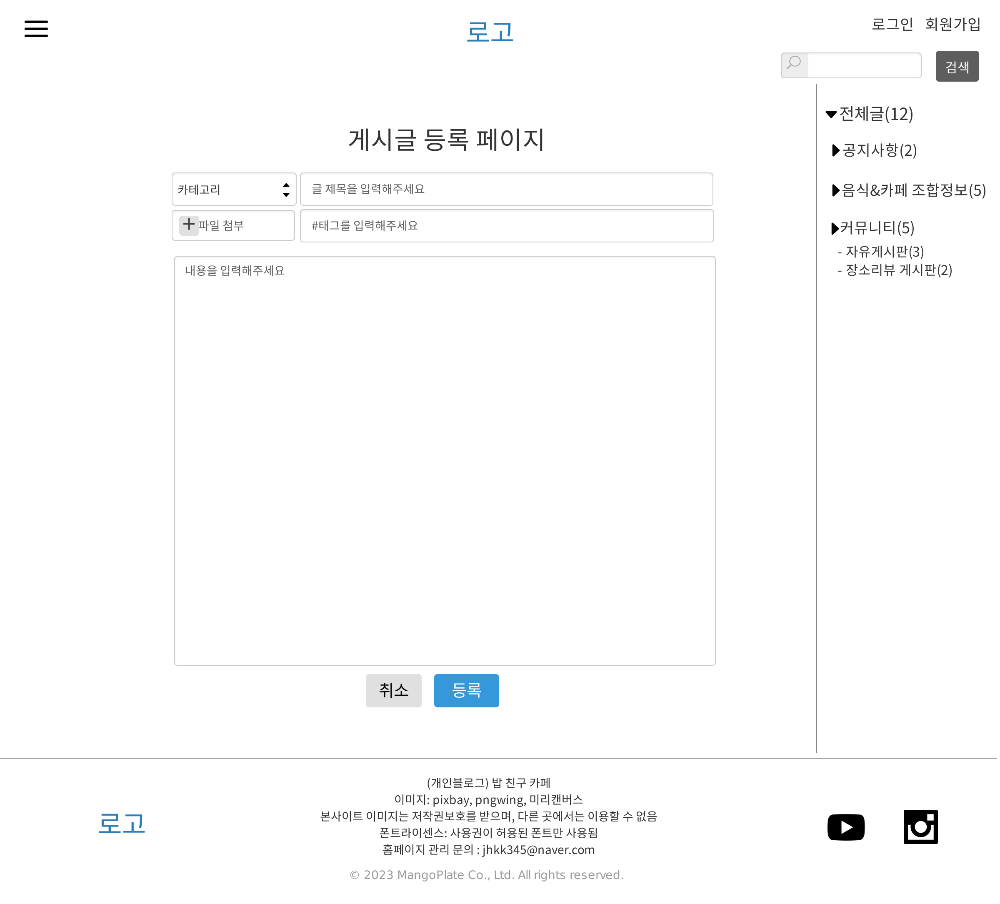 로고
로그인 회원가입
검색
전체글(12)
공지사항(2)
음식&카페 조합정보(5)
커뮤니티(5)
- 자유게시판(3)
- 장소리뷰 게시판(2)
게시글 등록 페이지
카테고리
글 제목을 입력해주세요
파일 첨부
#태그를 입력해주세요
내용을 입력해주세요
취소
등록
로고
(개인블로그) 밥 친구 카페
이미지: pixbay, pngwing, 미리캔버스
본사이트 이미지는 저작권보호를 받으며, 다른 곳에서는 이용할 수 없음
폰트라이센스: 사용권이 허용된 폰트만 사용됨
홈페이지 관리 문의 : jhkk345@naver.com
© 2023 MangoPlate Co., Ltd. All rights reserved.